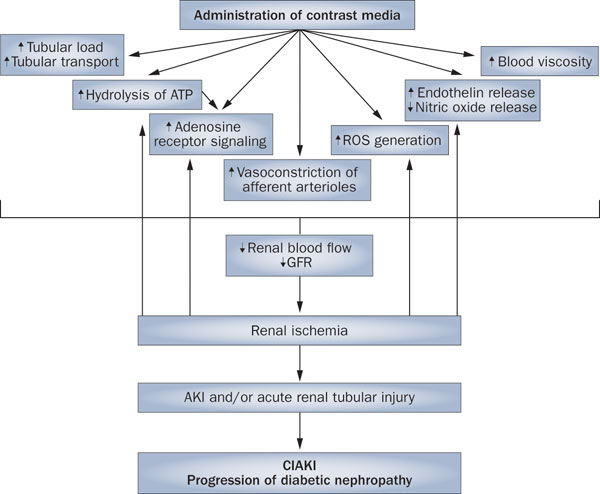 Administration of contrast media
↑Tubular load
↑Tubular transport
↑Blood viscosity
↑Hydrolysis of ATP
↑Endothelin release
↓Nitric oxide release
↑Adenosine
receptor signaling
↑ROS generation
↑Vasoconstriction of
afferent arterioles
↓Renal blood flow
↓GFR
Renal ischemia
AKI and/or acute renal tubular injury
CIAKI
Progression of diabetic nephropathy